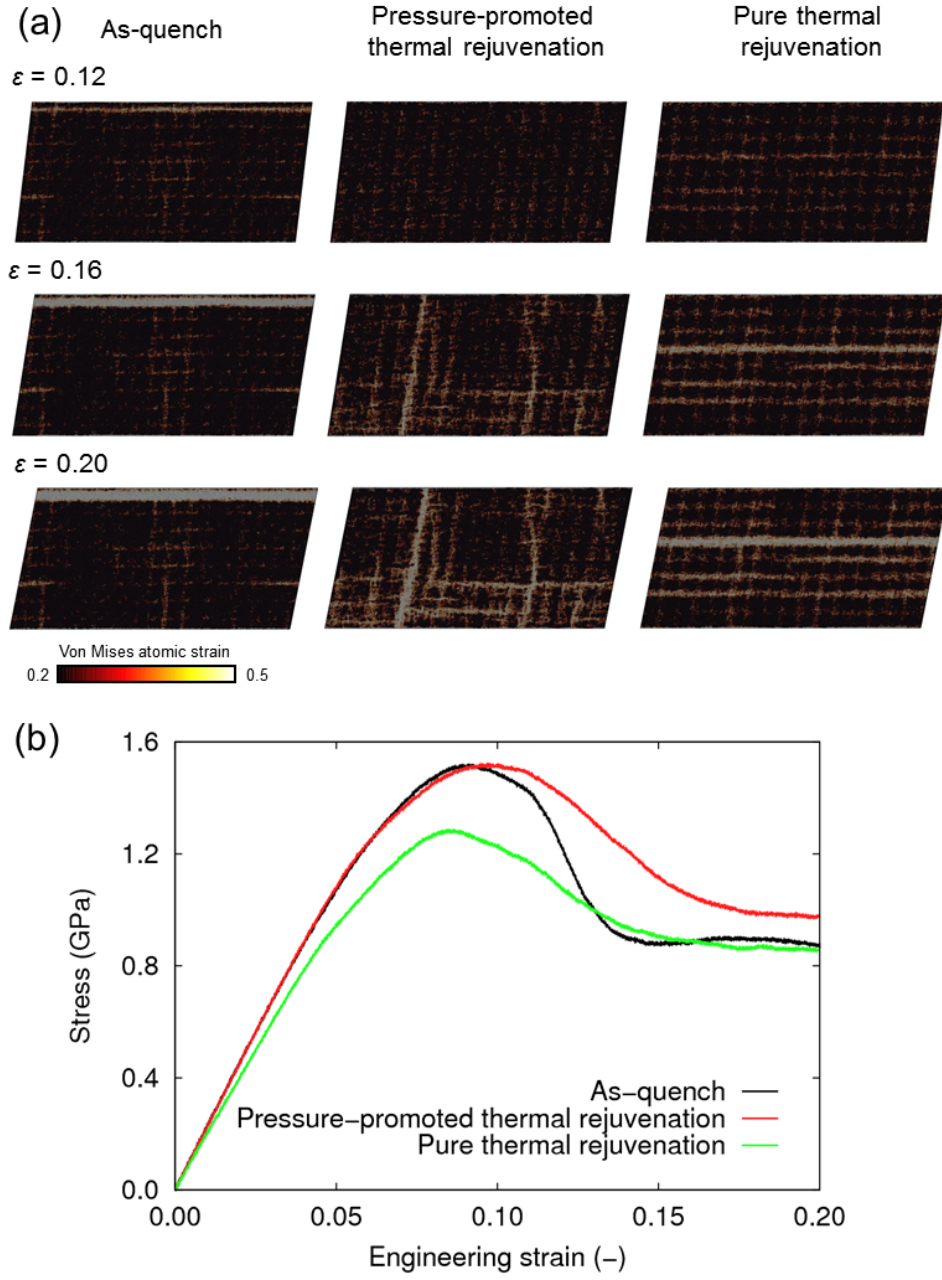 (a)
As-quench
Pressure-promoted
thermal rejuvenation
Pure thermal
rejuvenation
ε = 0.12
ε = 0.16
ε = 0.20
Von Mises atomic strain
0.2
0.5
(b)
1.6
1.2
0.8
0.4
0.0
Stress (GPa)
As−quench
Pressure−promoted thermal rejuvenation
Pure thermal rejuvenation
0.00
0.05
0.10
0.15
0.20
Engineering strain (−)